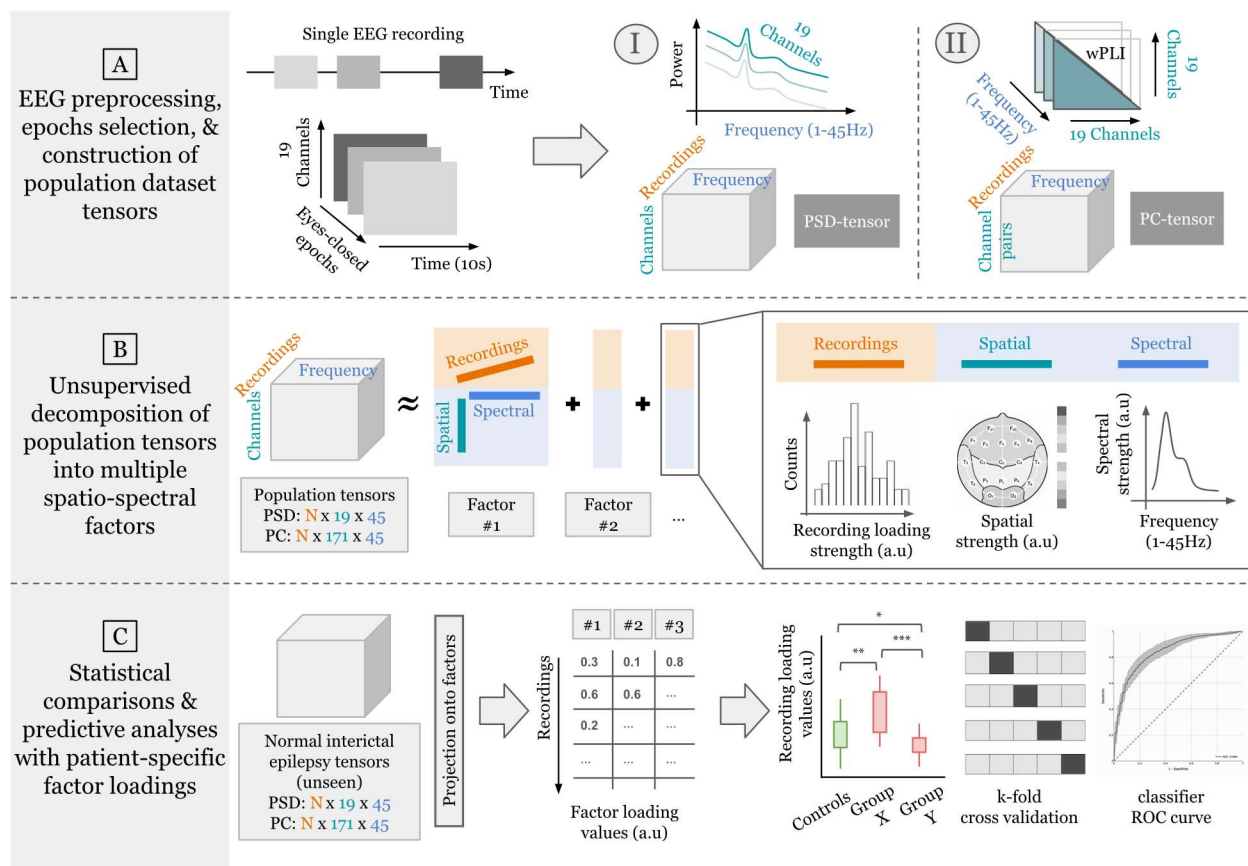 A
EEG preprocessing,
epochs selection, &
construction of
population dataset
tensors
Single EEG recording
Time
19
Channels
Eyes-closed
epochs
Time (10s)
I
Power
19
Channels
Frequency (1-45Hz)
Recordings
Frequency
Channels
PSD-tensor
II
wPLI
19
Channels
Frequency
(1-45Hz)
19 Channels
Recordings
Frequency
Channel
pairs
PC-tensor
B
Unsupervised
decomposition of
population tensors
into multiple
spatio-spectral
factors
Recordings
Frequency
Channels
≈
Population tensors
PSD: N x 19 x 45
PC: N x 171 x 45
Recordings
Spatial
Spectral
+
+
Factor
#1
Factor
#2
...
Recordings
Spatial
Spectral
Counts
Recording loading
strength (a.u)
Spatial
strength (a.u)
Spectral
strength (a.u)
Frequency
(1-45Hz)
C
Statistical
comparisons &
predictive analyses
with patient-specific
factor loadings
Normal interictal
epilepsy tensors
(unseen)
PSD: N x 19 x 45
PC: N x 171 x 45
Projection onto factors
Recordings
#1 #2 #3
0.3 0.1 0.8
0.6 0.6 ...
0.2 ... ...
... ... ...
Factor loading
values (a.u)
Recording loading
values (a.u)
*
** ***
Controls
Group
X
Group
Y
k-fold
cross validation
Sensitivity
1 - Specificity
classifier
ROC curve